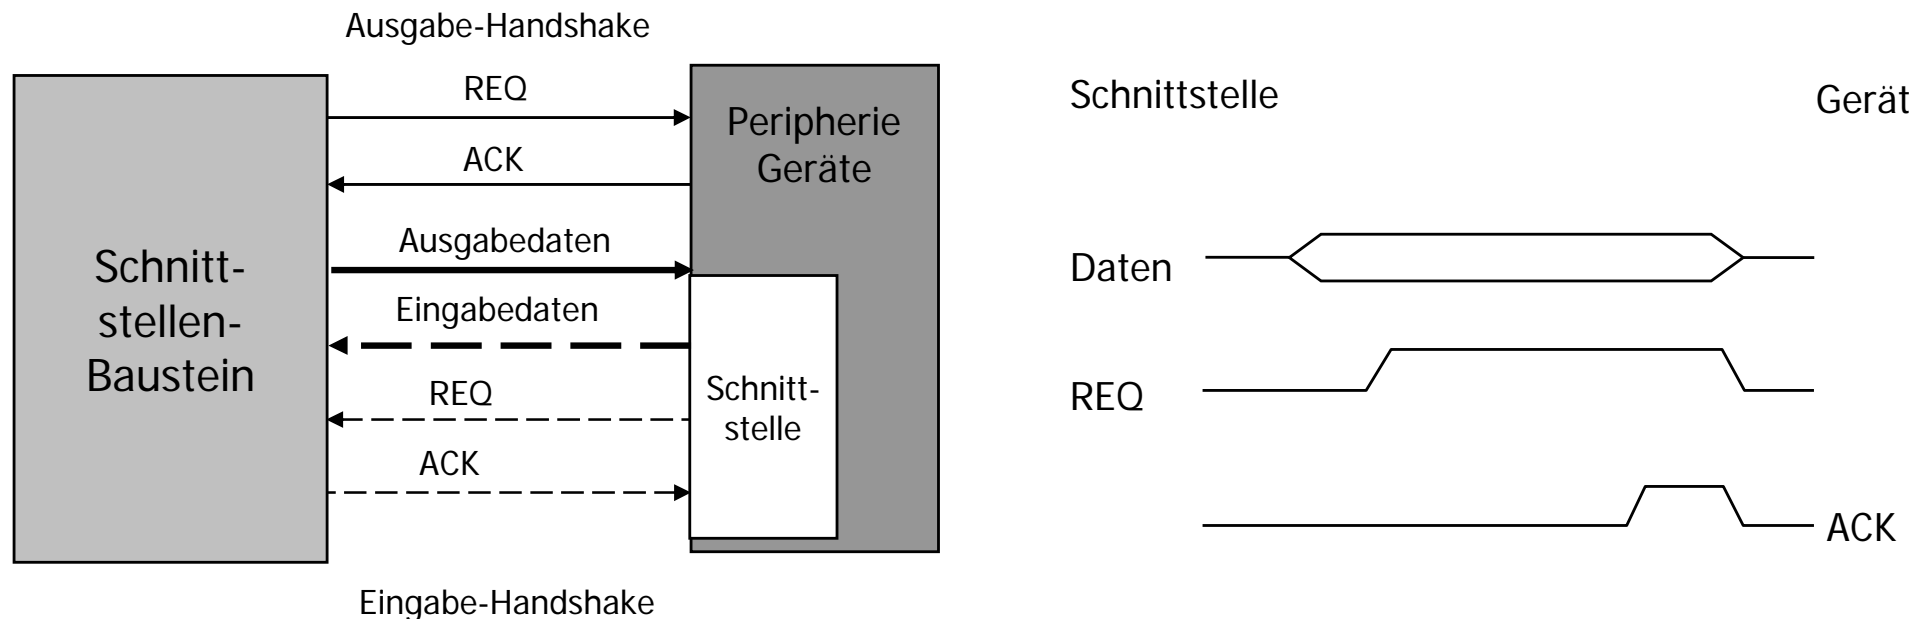 Ausgabe-Handshake
REQ
ACK
Ausgabedaten
Eingabedaten
REQ
ACK
Eingabe-Handshake
Schnitt-
stellen-
Baustein
Peripherie
Geräte
Schnitt-
stelle
Schnittstelle
Gerät
Daten
REQ
ACK